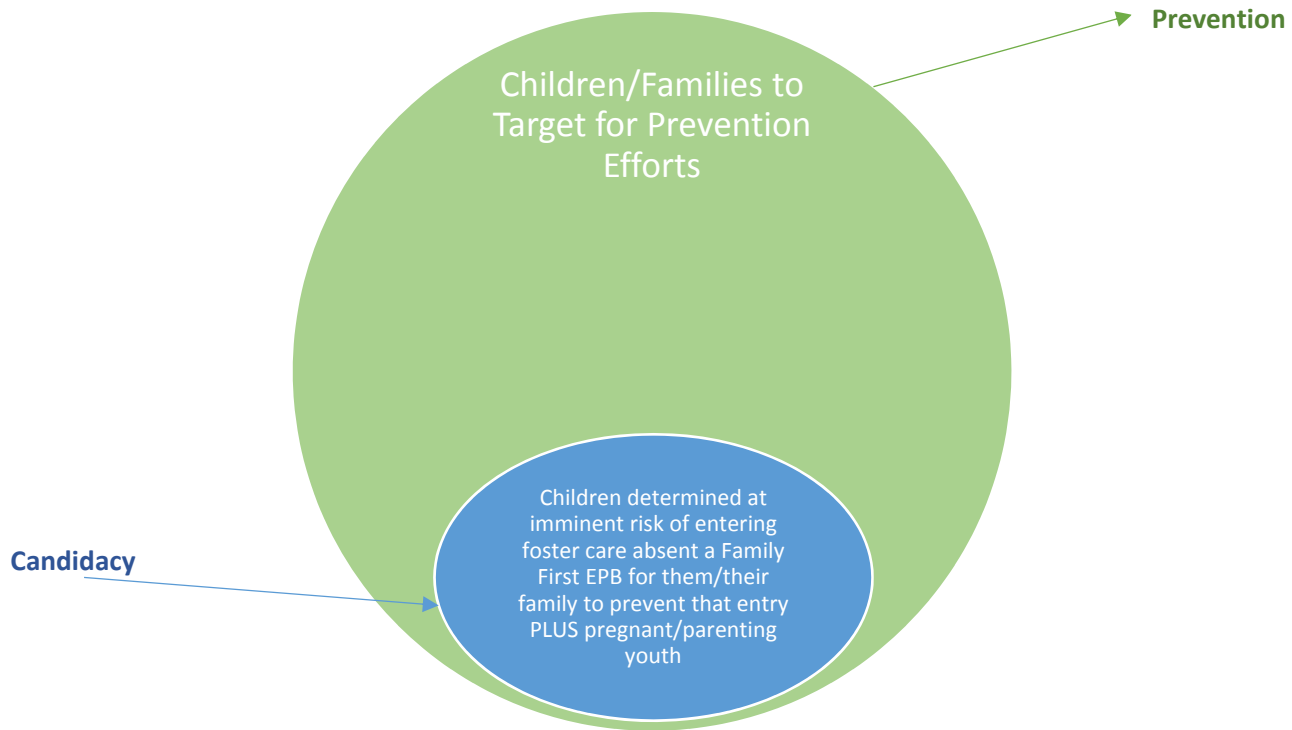 Prevention
Children/Families to
Target for Prevention
Efforts
Children determined at
imminent risk of entering
foster care absent a Family
First EPB for them/their
family to prevent that entry
PLUS pregnant/parenting
youth
Candidacy